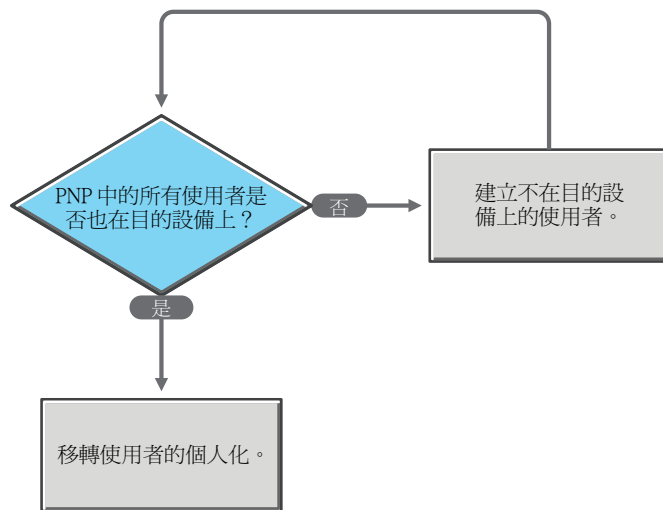 PNP 中的所有使用者是
否也在目的設備上？
否
建立不在目的設
備上的使用者。
是
移轉使用者的個人化。